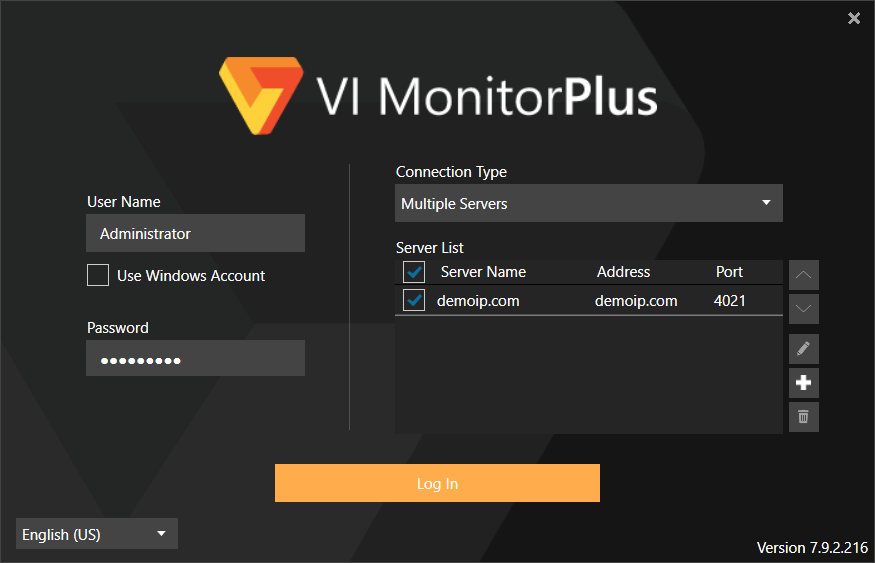 VI MonitorPlus
User Name
Administrator
Use Windows Account
Password
●●●●●●●●●
Connection Type
Multiple Servers
Server List
Server Name Address Port
demoip.com demoip.com 4021
Log In
English (US)
Version 7.9.2.216